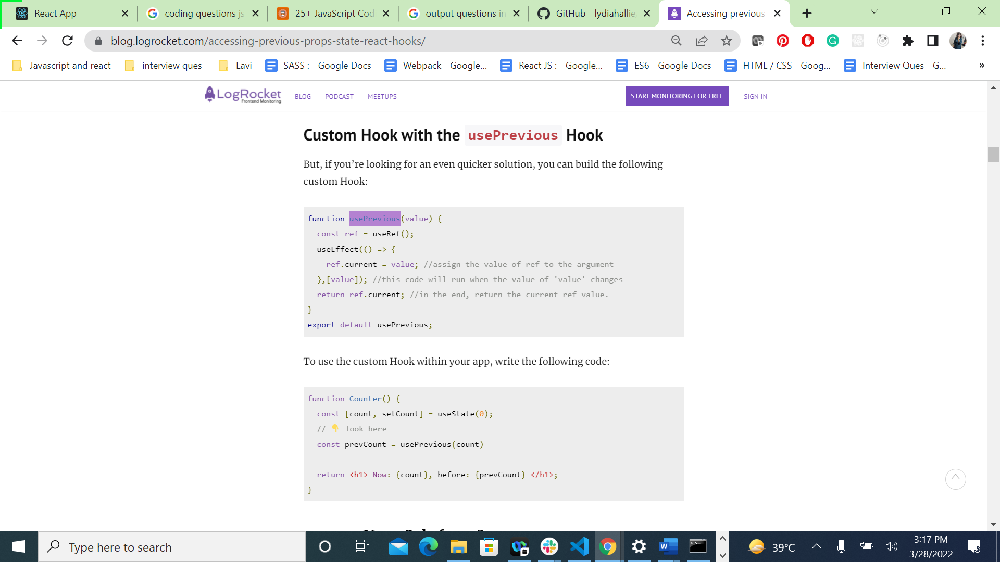 React App
coding questions js
25+ JavaScript Codi
output questions in
GitHub - lydiahallie/
Accessing previous
blog.logrocket.com/accessing-previous-props-state-react-hooks/
Javascript and react
interview ques
Lavi
SASS : - Google Docs
Webpack - Google...
React JS : - Google...
ES6 - Google Docs
HTML / CSS - Goog...
Interview Ques - G...
»
LogRocket
Frontend Monitoring
BLOG
PODCAST
MEETUPS
START MONITORING FOR FREE
SIGN IN
Custom Hook with the usePrevious Hook
But, if you’re looking for an even quicker solution, you can build the following
custom Hook:
function usePrevious(value) {
  const ref = useRef();
  useEffect(() => {
    ref.current = value; //assign the value of ref to the argument
  },[value]); //this code will run when the value of 'value' changes
  return ref.current; //in the end, return the current ref value.
}
export default usePrevious;
To use the custom Hook within your app, write the following code:
function Counter() {
  const [count, setCount] = useState(0);
  // 👇 look here
  const prevCount = usePrevious(count)
  return <h1> Now: {count}, before: {prevCount} </h1>;
}
Type here to search
39°C
3:17 PM
3/28/2022